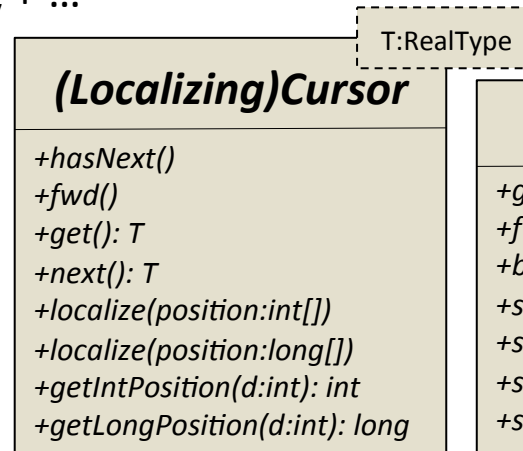 + ...
T:RealType
(Localizing)Cursor
+hasNext()
+fwd()
+get(): T
+next(): T
+localize(position:int[])
+localize(position:long[])
+getIntPosition(d:int): int
+getLongPosition(d:int): long
+g
+f
+b
+s
+s
+s
+s